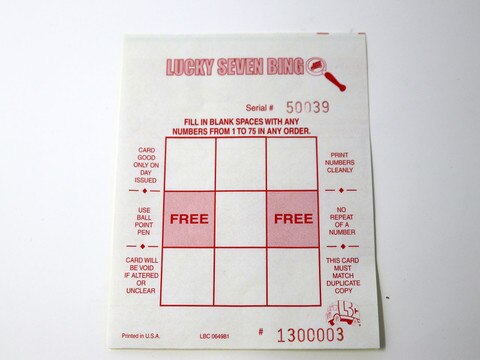 LUCKY SEVEN BINGO
Serial # 50039
FILL IN BLANK SPACES WITH ANY
NUMBERS FROM 1 TO 75 IN ANY ORDER.
CARD
GOOD
ONLY ON
DAY
ISSUED
PRINT
NUMBERS
CLEANLY
USE
BALL
POINT
PEN
FREE
FREE
NO
REPEAT
OF A
NUMBER
CARD WILL
BE VOID
IF ALTERED
OR
UNCLEAR
THIS CARD
MUST
MATCH
DUPLICATE
COPY
Printed in U.S.A.
LBC 064981
# 1300003